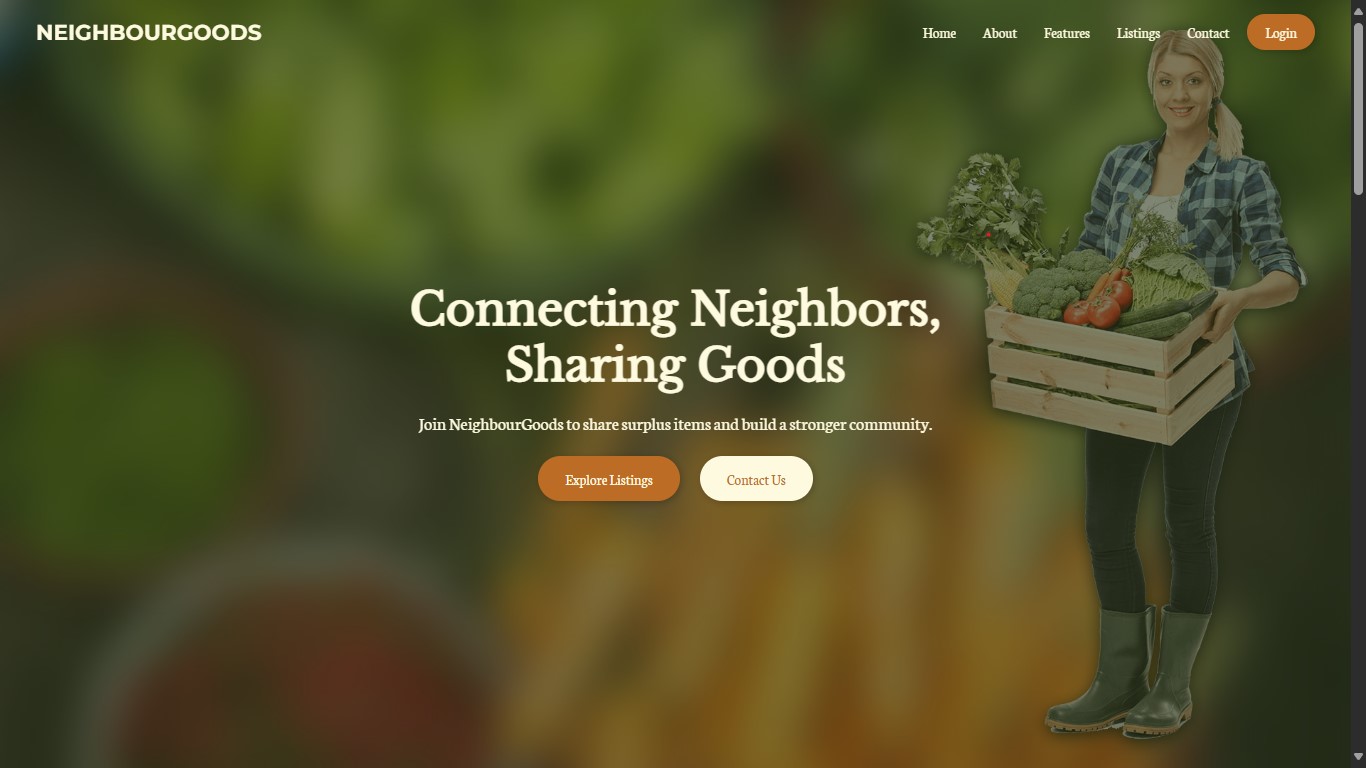 NEIGHBOURGOODS
Home About Features Listings Contact Login
Connecting Neighbors,
Sharing Goods
Join NeighbourGoods to share surplus items and build a stronger community.
Explore Listings Contact Us